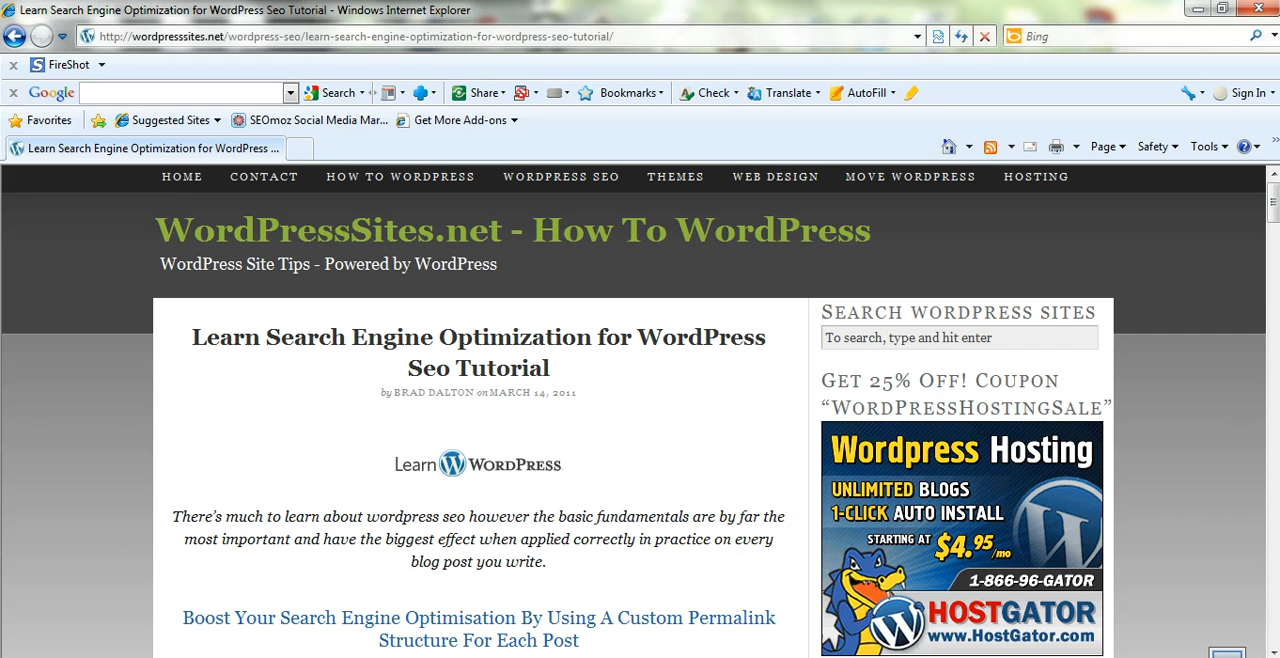 Learn Search Engine Optimization for WordPress Seo Tutorial - Windows Internet Explorer
http://wordpresssites.net/wordpress-seo/learn-search-engine-optimization-for-wordpress-seo-tutorial/
Bing
x FireShot
x Google Search Share Bookmarks Check Translate AutoFill Sign In
Favorites Suggested Sites SEOmoz Social Media Mar... Get More Add-ons
Learn Search Engine Optimization for WordPress ... Page Safety Tools
HOME CONTACT HOW TO WORDPRESS WORDPRESS SEO THEMES WEB DESIGN MOVE WORDPRESS HOSTING
WordPressSites.net - How To WordPress
WordPress Site Tips - Powered by WordPress
Learn Search Engine Optimization for WordPress
Seo Tutorial
by BRAD DALTON on MARCH 14, 2011
Learn WORDPRESS
There's much to learn about wordpress seo however the basic fundamentals are by far the
most important and have the biggest effect when applied correctly in practice on every
blog post you write.
Boost Your Search Engine Optimisation By Using A Custom Permalink
Structure For Each Post
SEARCH WORDPRESS SITES
To search, type and hit enter
GET 25% OFF! COUPON
“WORDPRESSHOSTINGSALE”
Wordpress Hosting
UNLIMITED BLOGS
1-CLICK AUTO INSTALL
STARTING AT $4.95/mo
1-866-96-GATOR
HOSTGATOR
www.HostGator.com